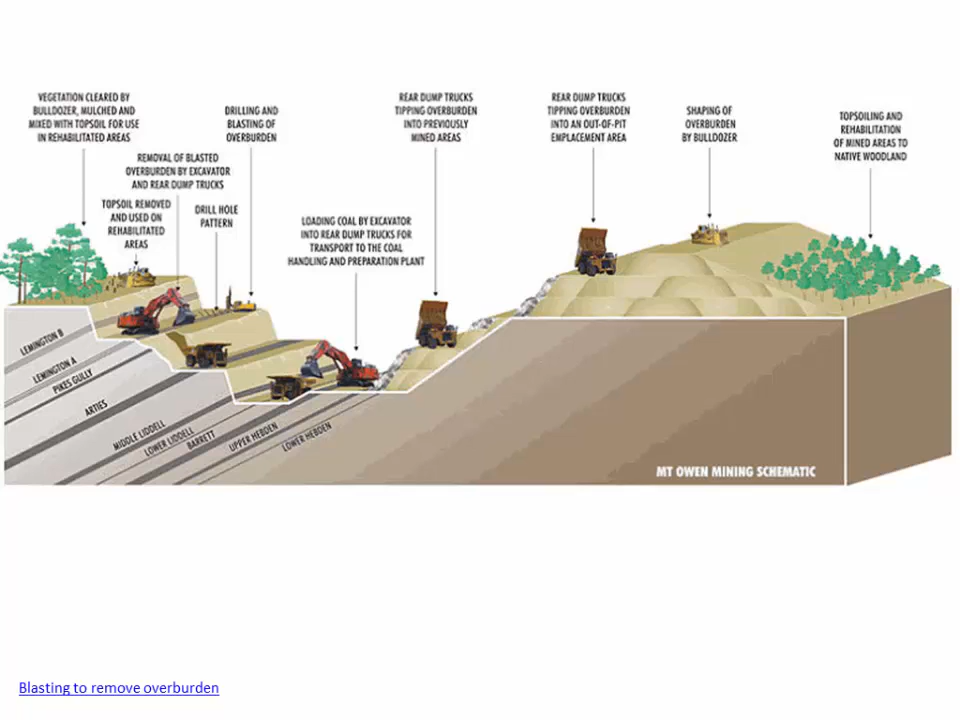 VEGETATION CLEARED BY
BULLDOZER, MULCHED AND
MIXED WITH TOPSOIL FOR USE
IN REHABILITATED AREAS
REMOVAL OF BLASTED
OVERBURDEN BY EXCAVATOR
AND REAR DUMP TRUCKS
TOPSOIL REMOVED
AND USED ON
REHABILITATED
AREAS
DRILL HOLE
PATTERN
DRILLING AND
BLASTING OF
OVERBURDEN
LOADING COAL BY EXCAVATOR
INTO REAR DUMP TRUCKS FOR
TRANSPORT TO THE COAL
HANDLING AND PREPARATION PLANT
REAR DUMP TRUCKS
TIPPING OVERBURDEN
INTO PREVIOUSLY
MINED AREAS
REAR DUMP TRUCKS
TIPPING OVERBURDEN
INTO AN OUT-OF-PIT
EMPLACEMENT AREA
SHAPING OF
OVERBURDEN
BY BULLDOZER
TOPSOILING AND
REHABILITATION
OF MINED AREAS TO
NATIVE WOODLAND
LEMINGTON B
LEMINGTON A
PIKES GULLY
ARTIES
MIDDLE LIDDELL
LOWER LIDDELL
BARRETT
UPPER HEBDEN
LOWER HEBDEN
MT OWEN MINING SCHEMATIC
Blasting to remove overburden